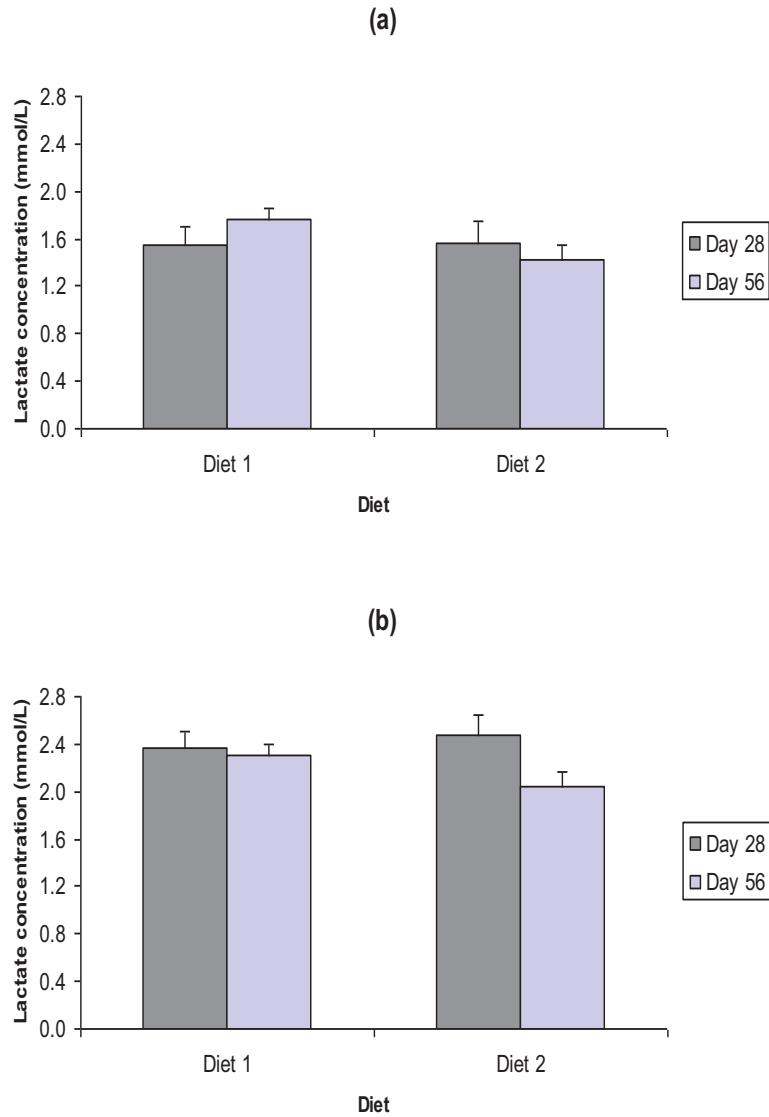 (a)
Lactate concentration (mmol/L)
2.8
2.4
2.0
1.6
1.2
0.8
0.4
0.0
Day 28
Day 56
Diet 1
Diet 2
Diet
(b)
Lactate concentration (mmol/L)
2.8
2.4
2.0
1.6
1.2
0.8
0.4
0.0
Day 28
Day 56
Diet 1
Diet 2
Diet